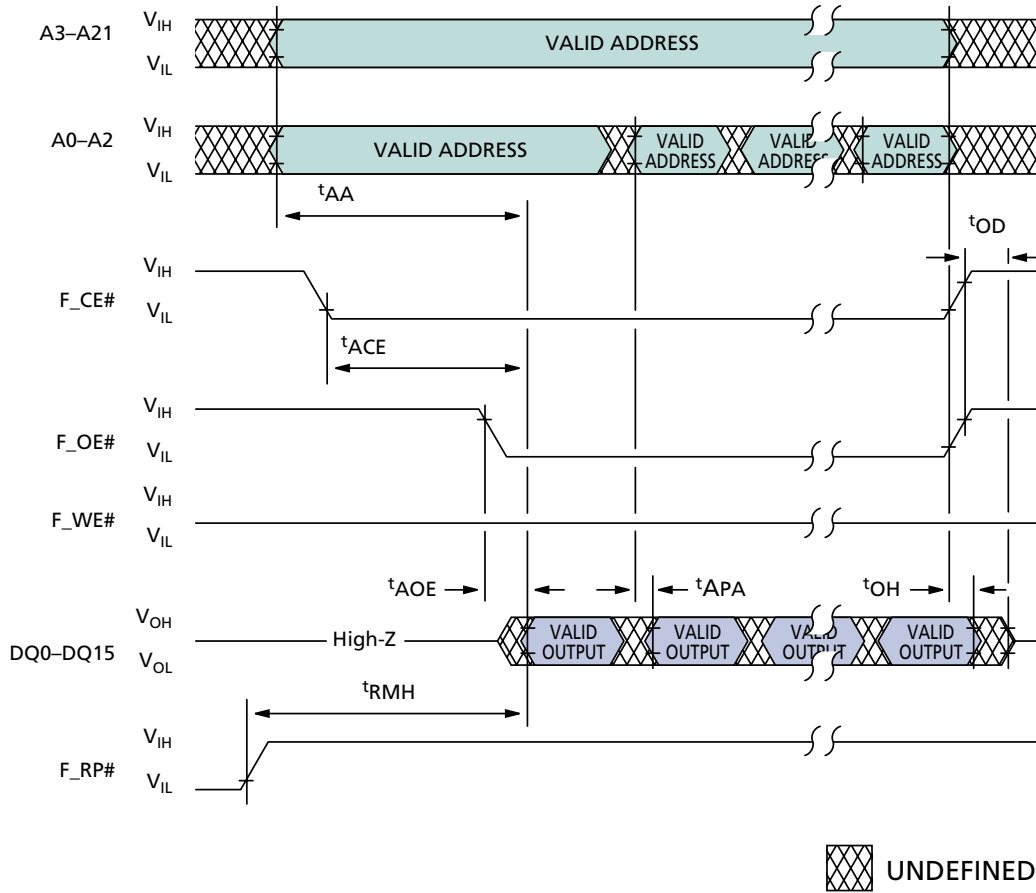 A3–A21
VIH
VIL
VALID ADDRESS
A0–A2
VIH
VIL
VALID ADDRESS
VALID
ADDRESS
VALID
ADDRESS
VALID
ADDRESS
tAA
tOD
F_CE#
VIH
VIL
tACE
F_OE#
VIH
VIL
F_WE#
VIH
VIL
tAOE
tAPA
tOH
DQ0–DQ15
VOH
VOL
High-Z
VALID
OUTPUT
VALID
OUTPUT
VALID
OUTPUT
VALID
OUTPUT
tRMH
F_RP#
VIH
VIL
UNDEFINED